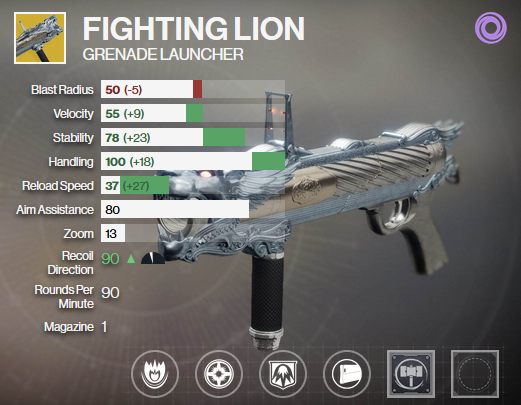 FIGHTING LION
GRENADE LAUNCHER
Blast Radius 50 (-5)
Velocity 55 (+9)
Stability 78 (+23)
Handling 100 (+18)
Reload Speed 37 (+27)
Aim Assistance 80
Zoom 13
Recoil
Direction 90
Rounds Per
Minute 90
Magazine 1